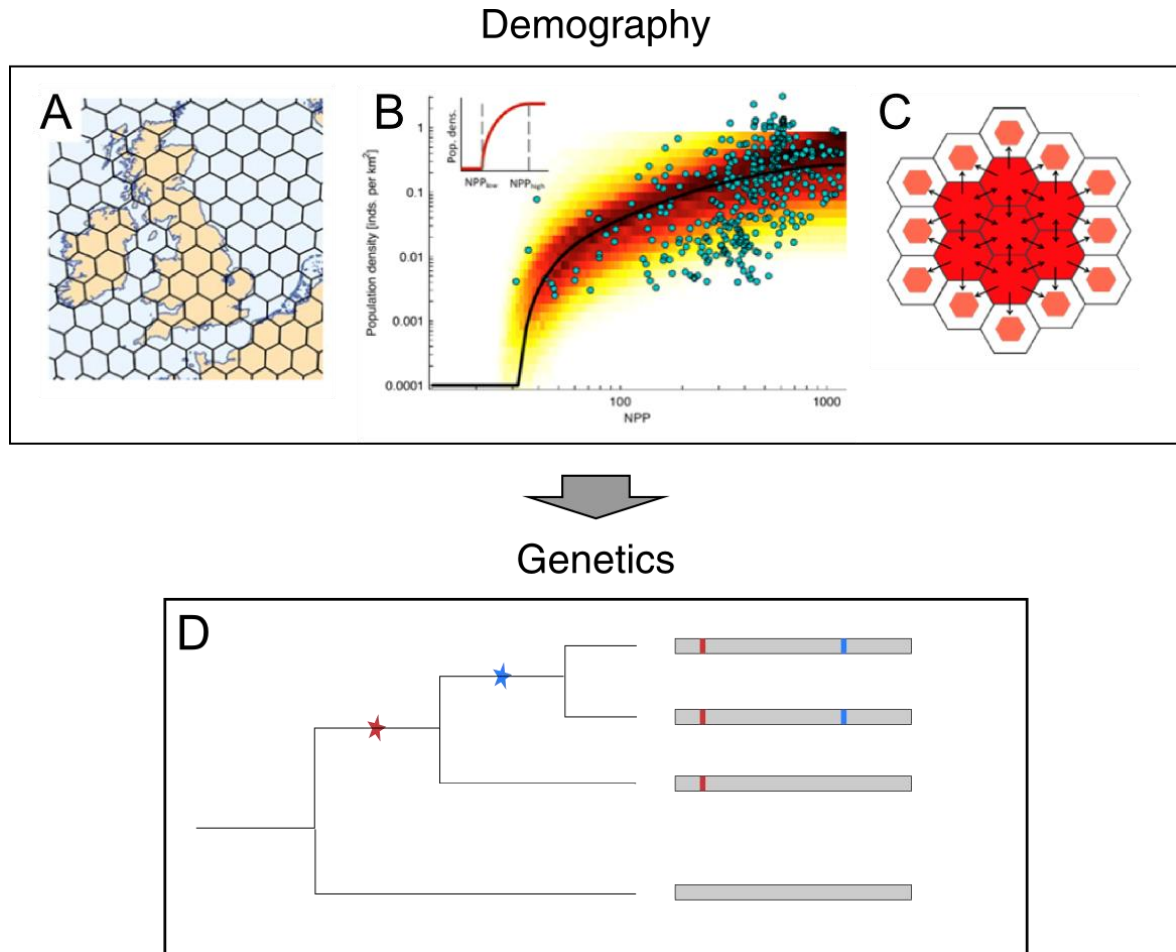 Demography
A
B
Pop. dens.
NPPlow
NPPhigh
Population density [inds. per km2]
1
0.1
0.01
0.001
0.0001
100
1000
NPP
C
Genetics
D